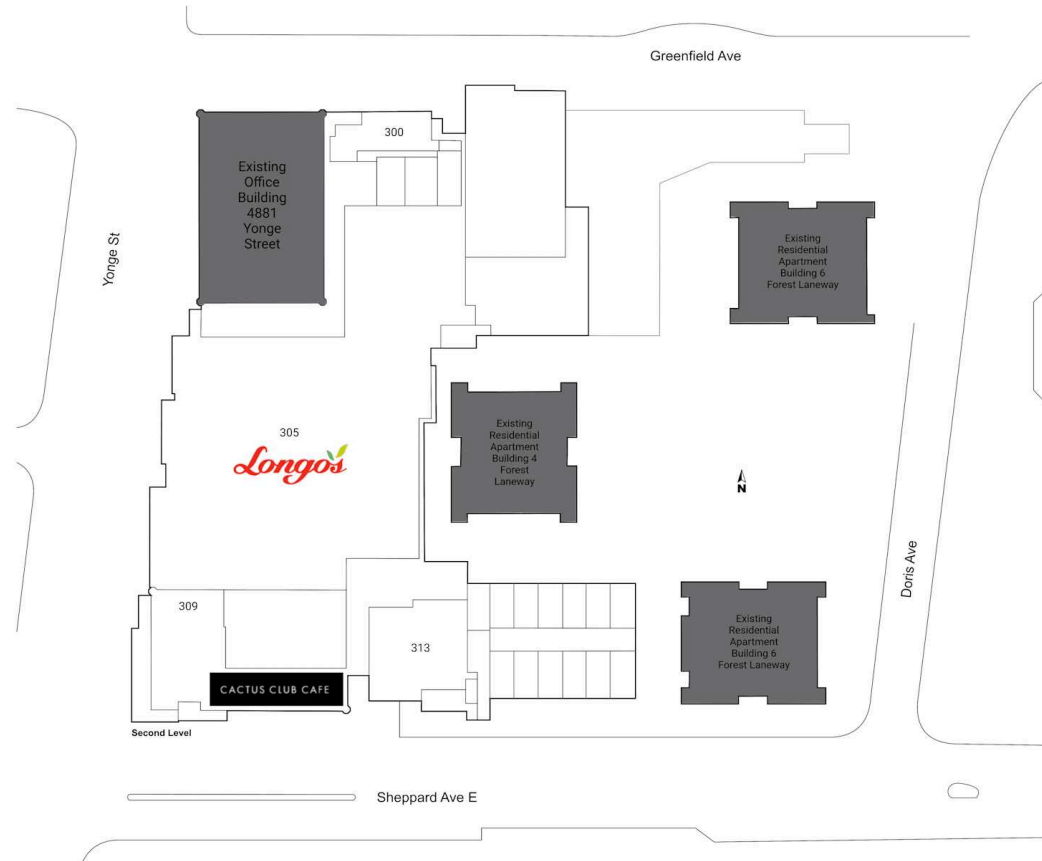 Greenfield Ave
300
Existing
Office
Building
4881
Yonge
Street
Yonge St
Existing
Residential
Apartment
Building 6
Forest Laneway
305
Longo's
Existing
Residential
Apartment
Building 4
Forest
Laneway
N
Doris Ave
309
313
Existing
Residential
Apartment
Building 6
Forest Laneway
CACTUS CLUB CAFE
Second Level
Sheppard Ave E